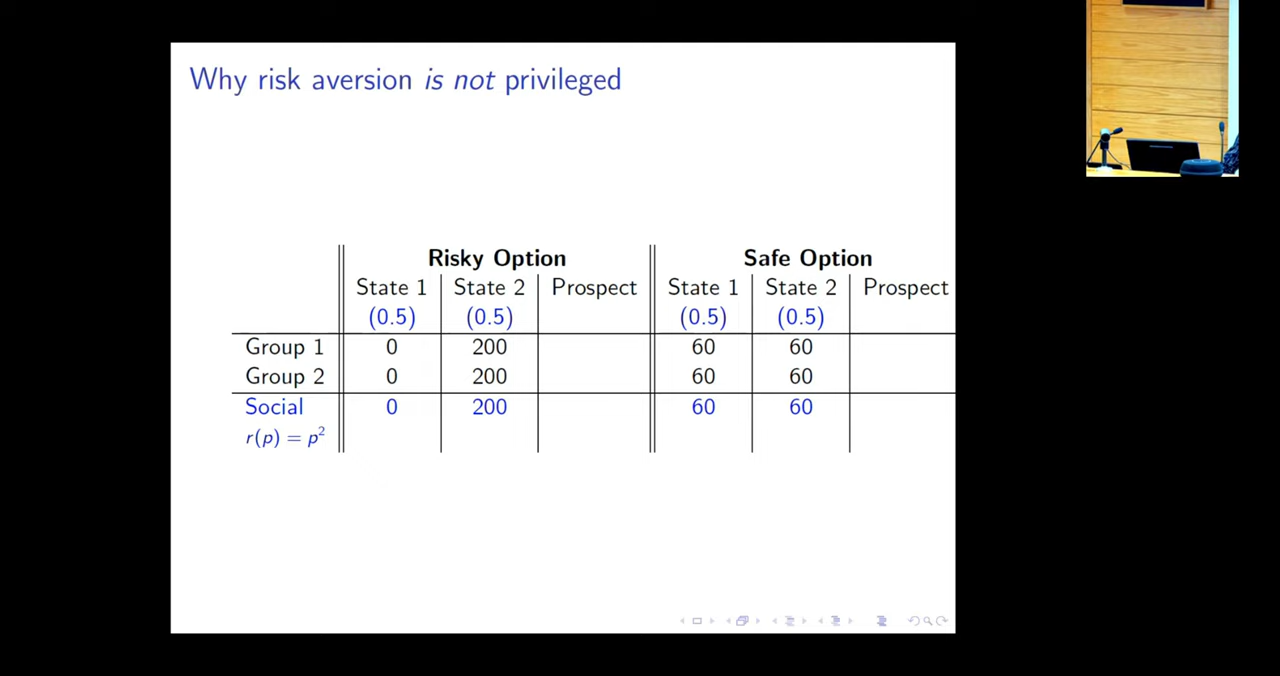 Why risk aversion is not privileged
Risky Option Safe Option
State 1 State 2 Prospect State 1 State 2 Prospect
(0.5) (0.5) (0.5) (0.5)
Group 1 0 200 60 60
Group 2 0 200 60 60
Social 0 200 60 60
r(p) = p²